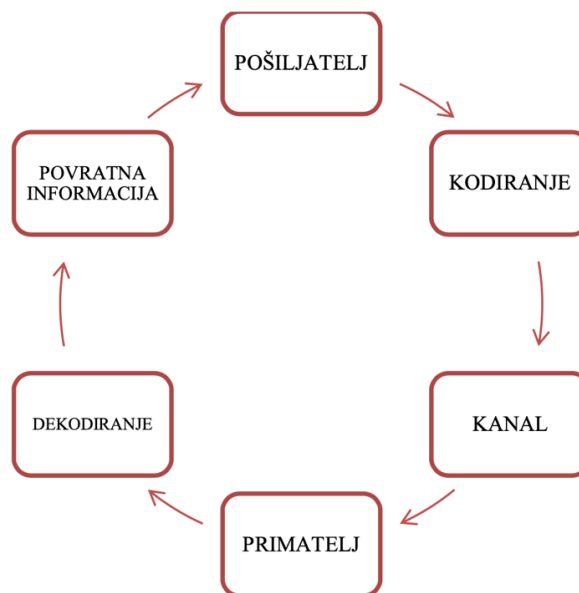 POŠILJATELJ
KODIRANJE
KANAL
PRIMATELJ
DEKODIRANJE
POVRATNA
INFORMACIJA